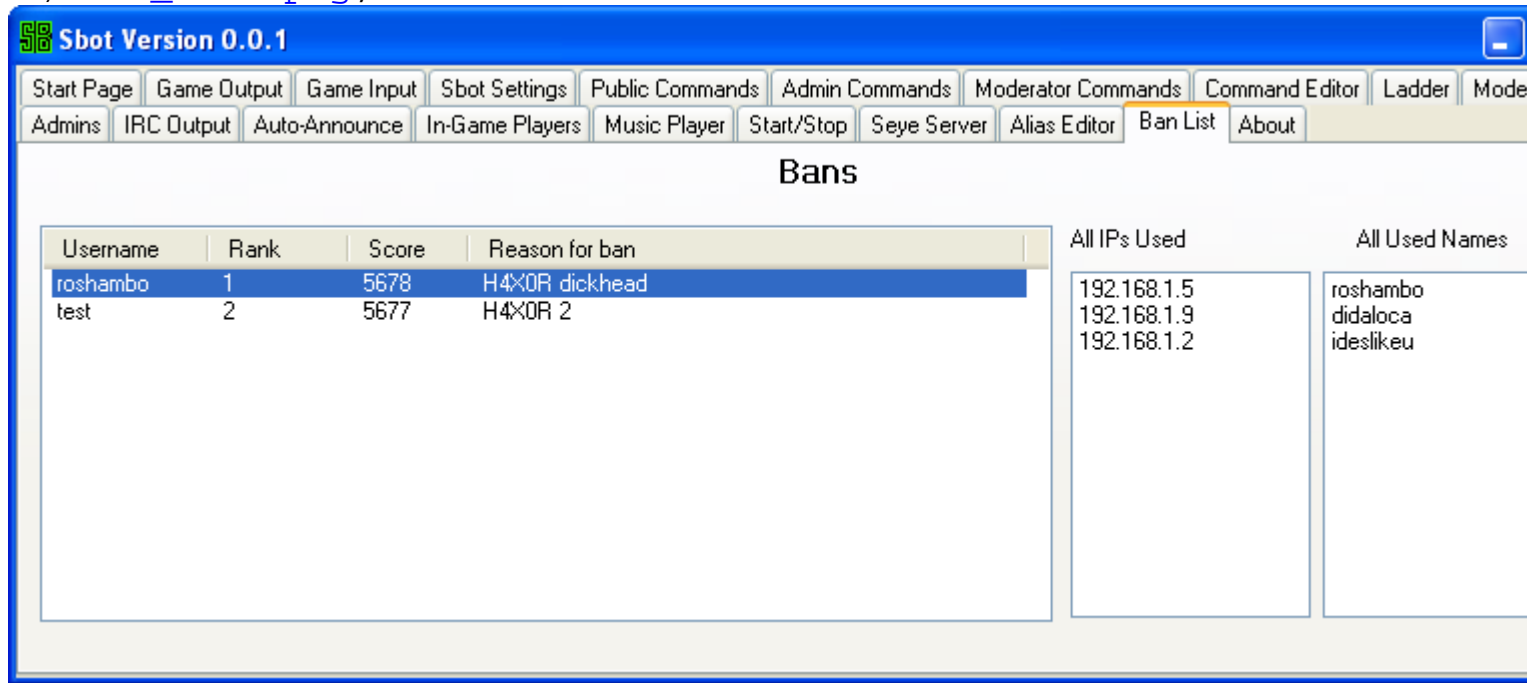 Sbot Version 0.0.1
Start Page Game Output Game Input Sbot Settings Public Commands Admin Commands Moderator Commands Command Editor Ladder Mode
Admins IRC Output Auto-Announce In-Game Players Music Player Start/Stop Seye Server Alias Editor Ban List About
Bans
Username Rank Score Reason for ban
roshambo 1 5678 H4X0R dickhead
test 2 5677 H4X0R 2
All IPs Used
192.168.1.5
192.168.1.9
192.168.1.2
All Used Names
roshambo
didaloca
ideslikeu